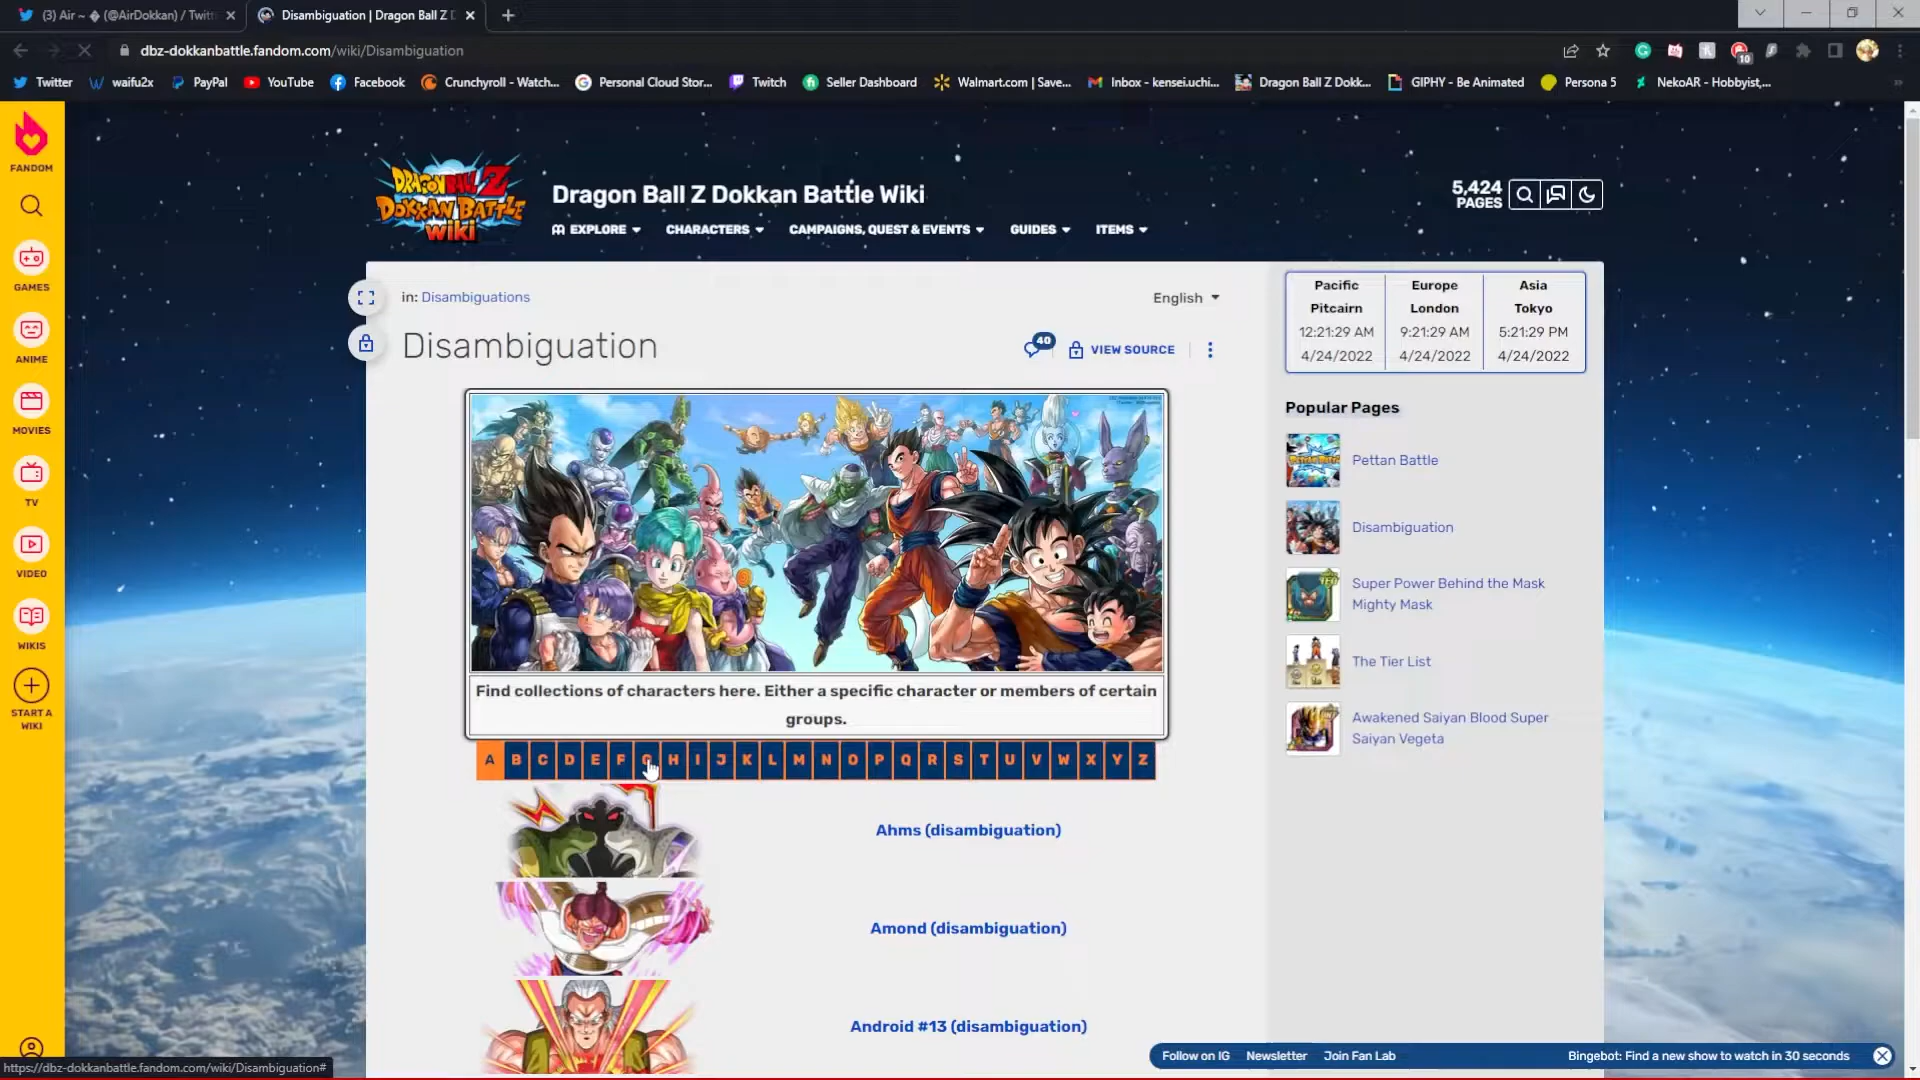 (3) Air ~ � (@AirDokkan) / Twitt
Disambiguation | Dragon Ball Z D
dbz-dokkanbattle.fandom.com/wiki/Disambiguation
10
Twitter
waifu2x
PayPal
YouTube
Facebook
Crunchyroll - Watch...
Personal Cloud Stor...
Twitch
Seller Dashboard
Walmart.com | Save...
Inbox - kensei.uchi...
Dragon Ball Z Dokk...
GIPHY - Be Animated
Persona 5
NekoAR - Hobbyist,...
FANDOM
GAMES
ANIME
MOVIES
TV
VIDEO
WIKIS
START A
WIKI
DRAGON BALL Z
DOKKAN BATTLE
wiki
Dragon Ball Z Dokkan Battle Wiki
5,424
PAGES
EXPLORE
CHARACTERS
CAMPAIGNS, QUEST & EVENTS
GUIDES
ITEMS
in: Disambiguations
English
Disambiguation
40
VIEW SOURCE
Find collections of characters here. Either a specific character or members of certain
groups.
A B C D E F G H I J K L M N O P Q R S T U V W X Y Z
Ahms (disambiguation)
Amond (disambiguation)
Android #13 (disambiguation)
Pacific Europe Asia
Pitcairn London Tokyo
12:21:29 AM 9:21:29 AM 5:21:29 PM
4/24/2022 4/24/2022 4/24/2022
Popular Pages
Pettan Battle
Disambiguation
Super Power Behind the Mask
Mighty Mask
The Tier List
Awakened Saiyan Blood Super
Saiyan Vegeta
Follow on IG
Newsletter
Join Fan Lab
Bingebot: Find a new show to watch in 30 seconds
https://dbz-dokkanbattle.fandom.com/wiki/Disambiguation#